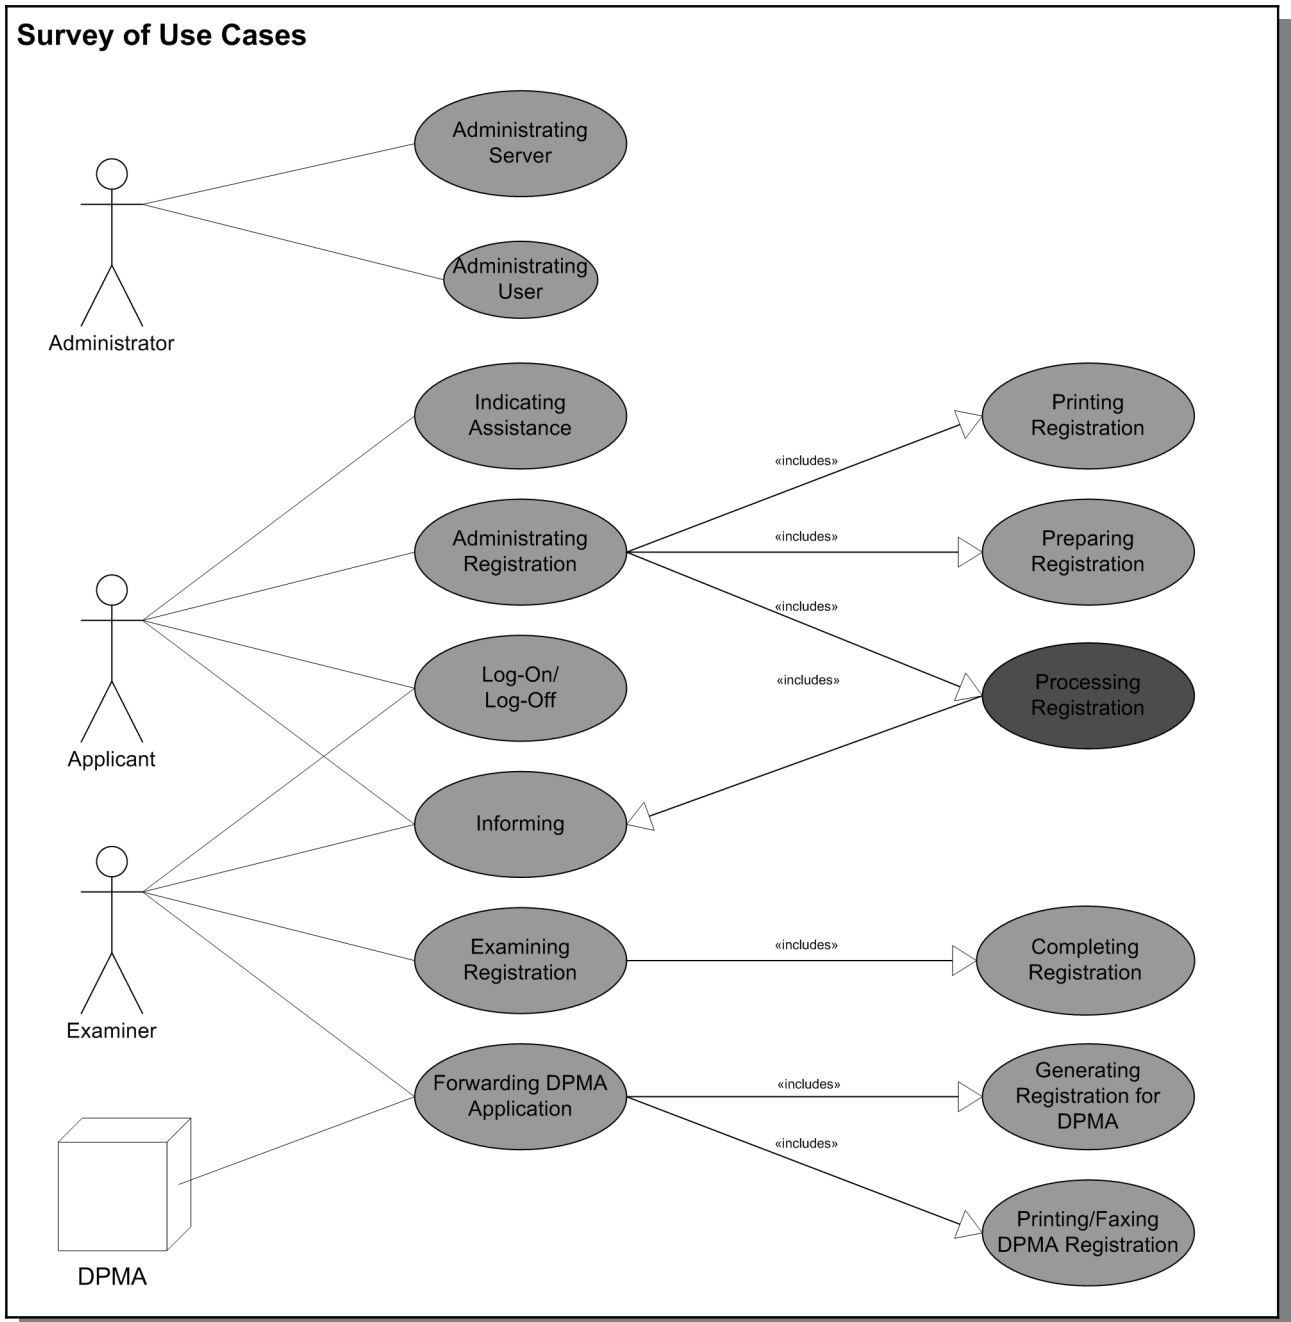 Survey of Use Cases
Administrating
Server
Administrating
User
Administrator
Indicating
Assistance
Printing
Registration
«includes»
Administrating
Registration
«includes»
Preparing
Registration
«includes»
Log-On/
Log-Off
«includes»
Processing
Registration
Applicant
Informing
Examining
Registration
«includes»
Completing
Registration
Examiner
Forwarding DPMA
Application
«includes»
Generating
Registration for
DPMA
«includes»
Printing/Faxing
DPMA Registration
DPMA